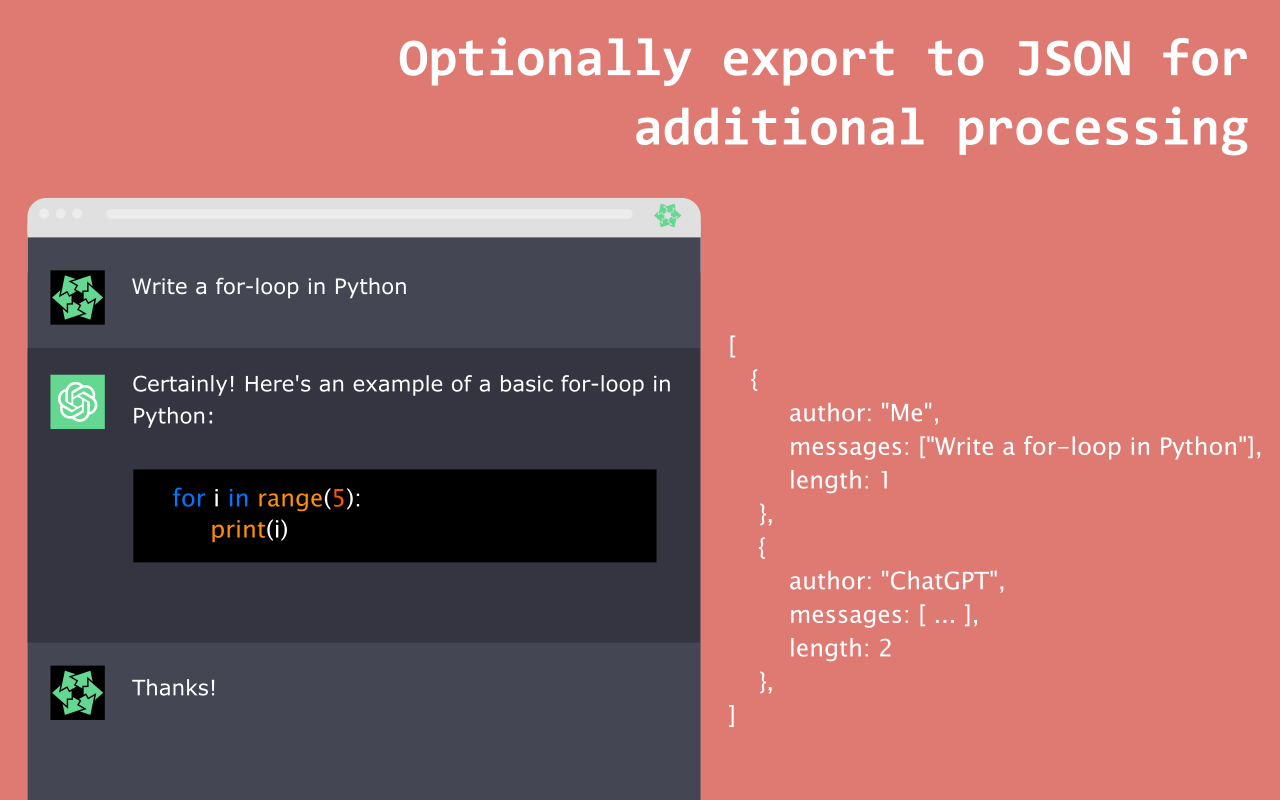 Optionally export to JSON for
additional processing
Write a for-loop in Python
Certainly! Here's an example of a basic for-loop in
Python:
for i in range(5):
print(i)
Thanks!
[
{
author: "Me",
messages: ["Write a for-loop in Python"],
length: 1
},
{
author: "ChatGPT",
messages: [ ... ],
length: 2
},
]